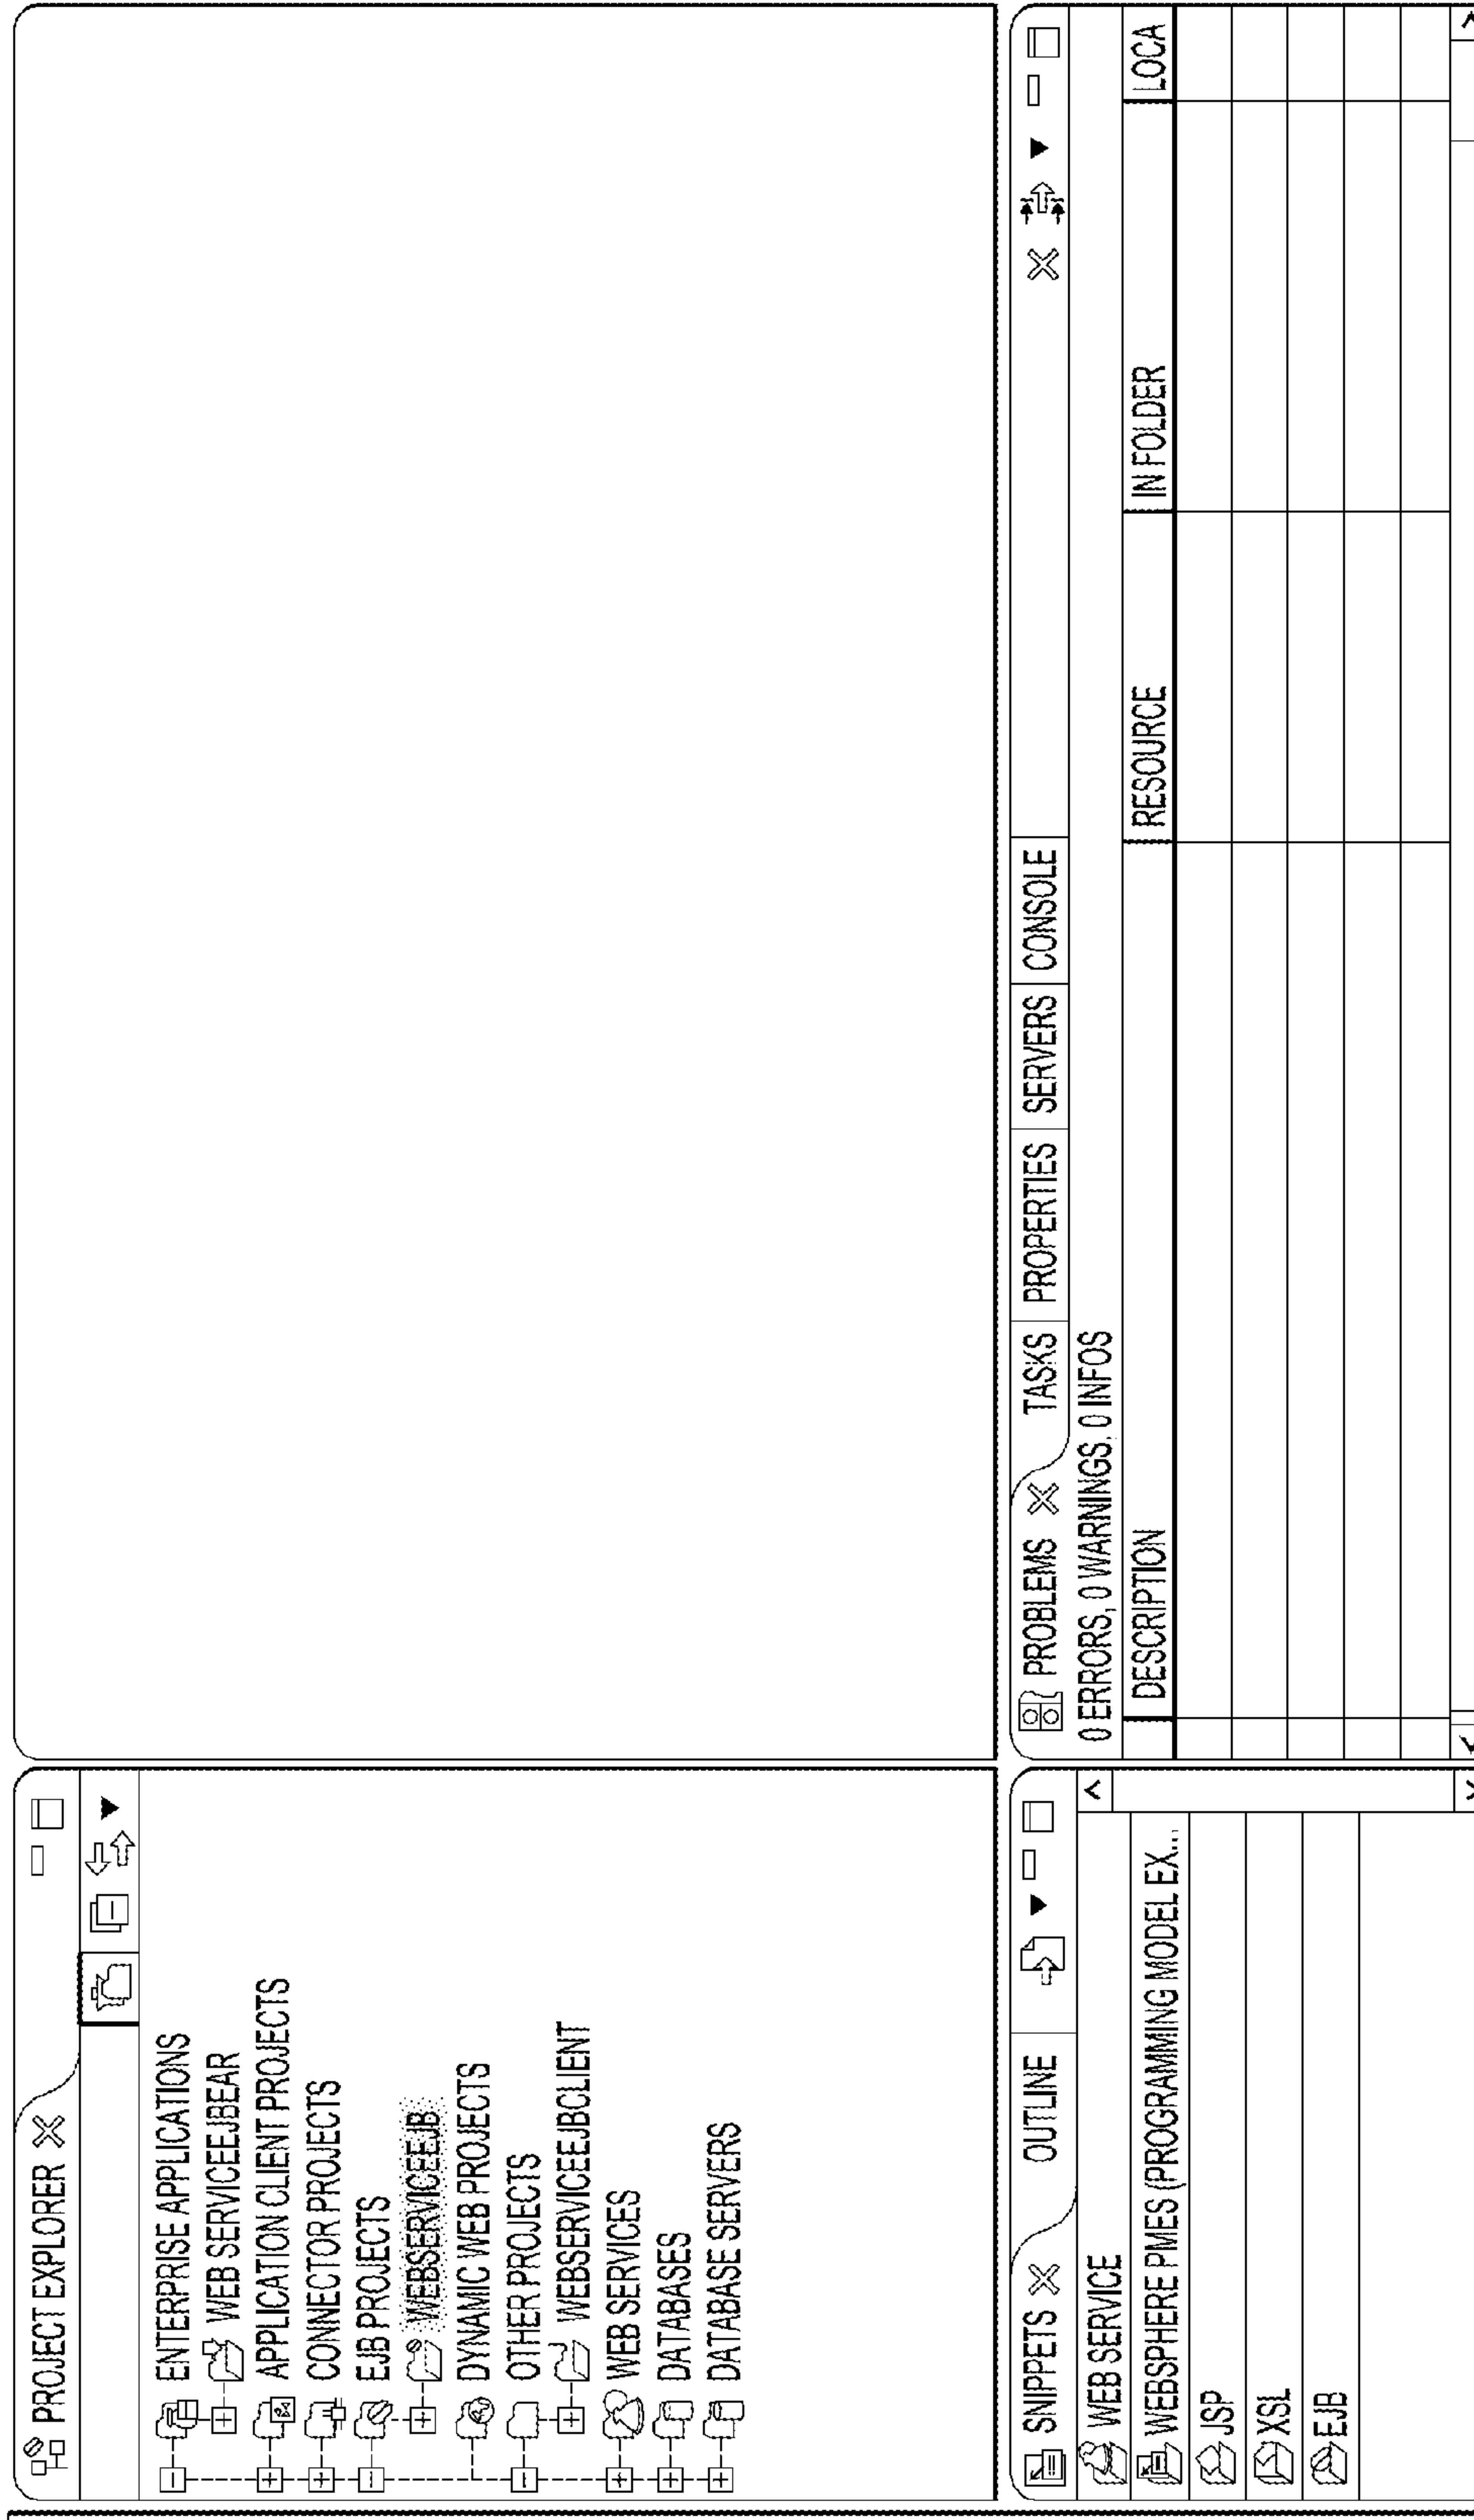 PROJECT EXPLORER
ENTERPRISE APPLICATIONS
WEB SERVICEEJBEAR
APPLICATION CLIENT PROJECTS
CONNECTOR PROJECTS
EJB PROJECTS
WEBSERVICEEJB
DYNAMIC WEB PROJECTS
OTHER PROJECTS
WEBSERVICEEJBCLIENT
WEB SERVICES
DATABASES
DATABASE SERVERS
SNIPPETS OUTLINE
WEB SERVICE
WEBSPHERE PMES (PROGRAMMING MODEL EX...
JSP
XSL
EJB
PROBLEMS TASKS PROPERTIES SERVERS CONSOLE
0 ERRORS, 0 WARNINGS, 0 INFOS
DESCRIPTION RESOURCE IN FOLDER LOCA